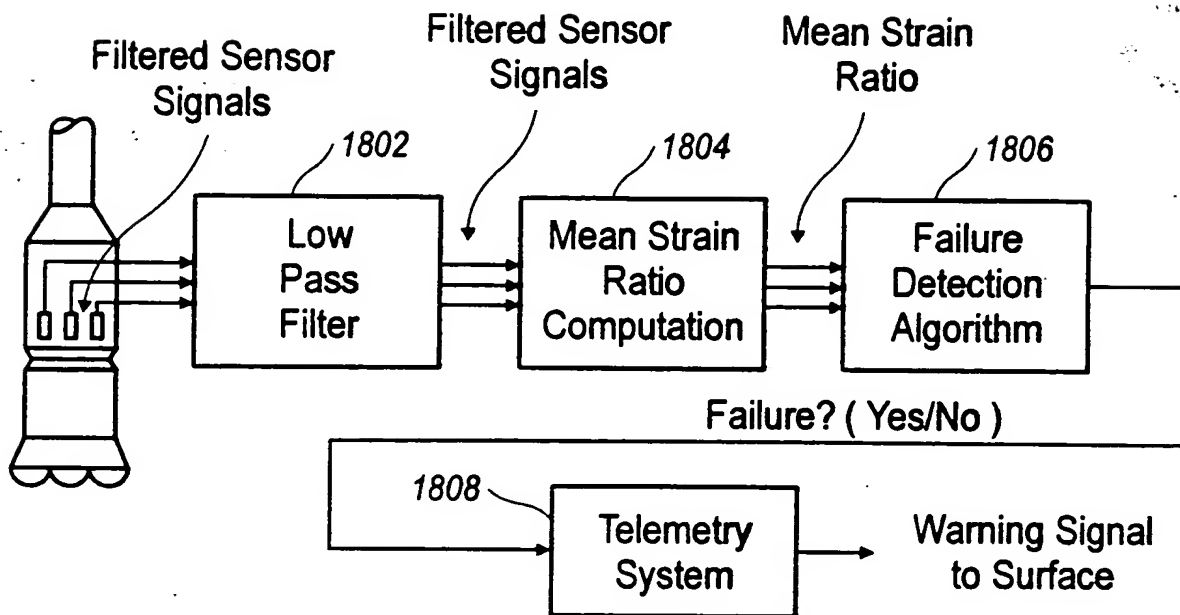 Filtered Sensor
Signals
Filtered Sensor
Signals
Mean Strain
Ratio
1802
1804
1806
Low
Pass
Filter
Mean Strain
Ratio
Computation
Failure
Detection
Algorithm
Failure? ( Yes/No )
1808
Telemetry
System
Warning Signal
to Surface